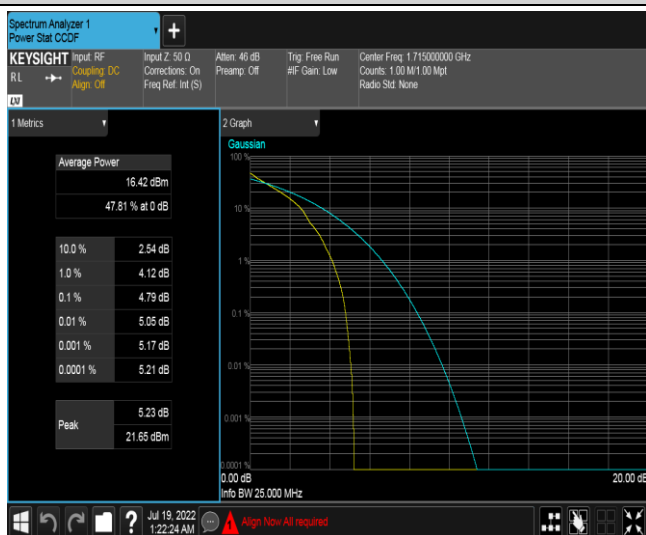 Spectrum Analyzer 1
Power Stat CCDF
+
KEYSIGHT
RL
LXI
Input: RF
Coupling: DC
Align: Off
Input Z: 50 Ω
Corrections: On
Freq Ref: Int (S)
Atten: 46 dB
Preamp: Off
Trig: Free Run
#IF Gain: Low
Center Freq: 1.715000000 GHz
Counts: 1.00 M/1.00 Mpt
Radio Std: None
1 Metrics
Average Power
16.42 dBm
47.81 % at 0 dB
10.0 % 2.54 dB
1.0 % 4.12 dB
0.1 % 4.79 dB
0.01 % 5.05 dB
0.001 % 5.17 dB
0.0001 % 5.21 dB
Peak
5.23 dB
21.65 dBm
2 Graph
Gaussian
100 %
10 %
1 %
0.1 %
0.01 %
0.001 %
0.0001 %
0.00 dB 20.00 dB
Info BW 25.000 MHz
?
Jul 19, 2022
1:22:24 AM
Align Now All required